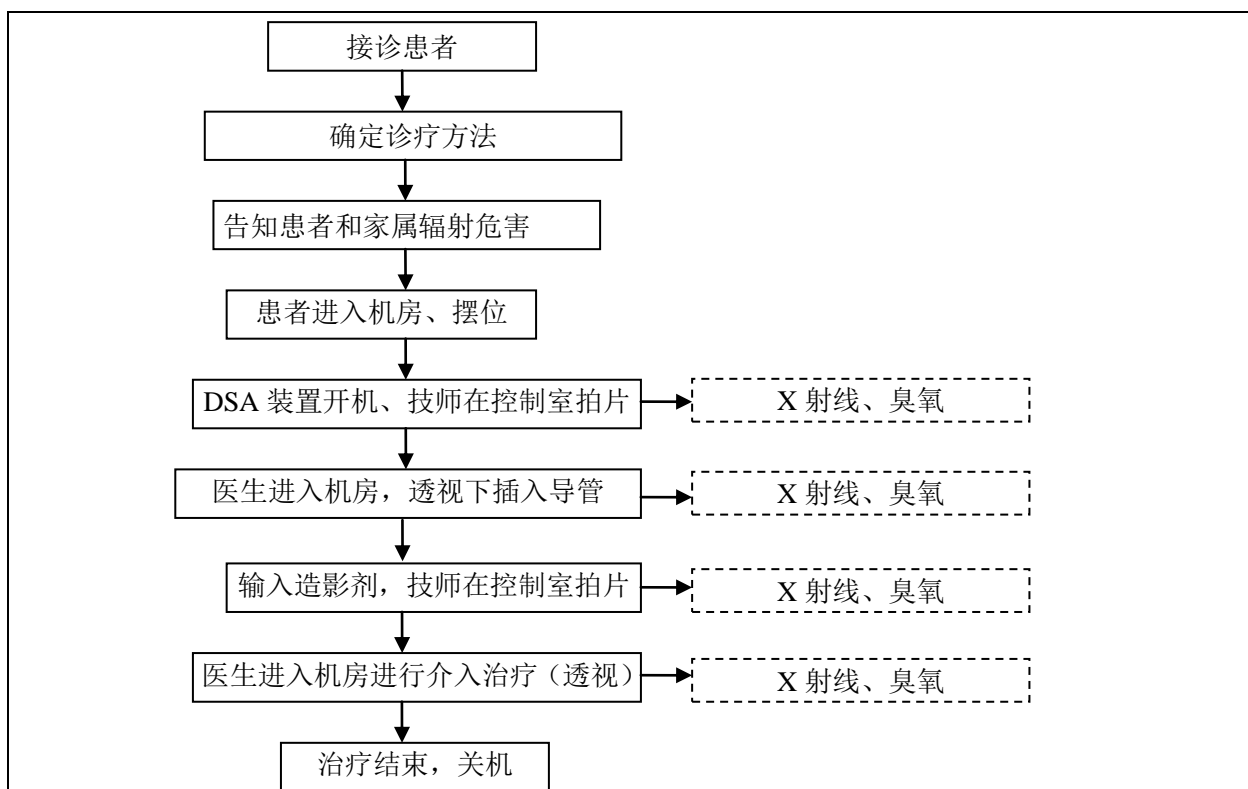 接诊患者
确定诊疗方法
告知患者和家属辐射危害
患者进入机房、摆位
DSA 装置开机、技师在控制室拍片
X 射线、臭氧
医生进入机房，透视下插入导管
X 射线、臭氧
输入造影剂，技师在控制室拍片
X 射线、臭氧
医生进入机房进行介入治疗（透视）
X 射线、臭氧
治疗结束，关机